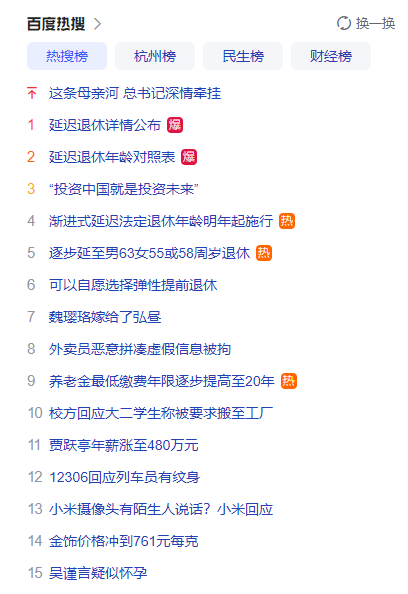 百度热搜
换一换
热搜榜 杭州榜 民生榜 财经榜
这条母亲河 总书记深情牵挂
1 延迟退休详情公布 爆
2 延迟退休年龄对照表 爆
3 “投资中国就是投资未来”
4 渐进式延迟法定退休年龄明年起施行 热
5 逐步延至男63女55或58周岁退休 热
6 可以自愿选择弹性提前退休
7 魏璎珞嫁给了弘昼
8 外卖员恶意拼凑虚假信息被拘
9 养老金最低缴费年限逐步提高至20年 热
10 校方回应大二学生称被要求搬至工厂
11 贾跃亭年薪涨至480万元
12 12306回应列车员有纹身
13 小米摄像头有陌生人说话？小米回应
14 金饰价格冲到761元每克
15 吴谨言疑似怀孕